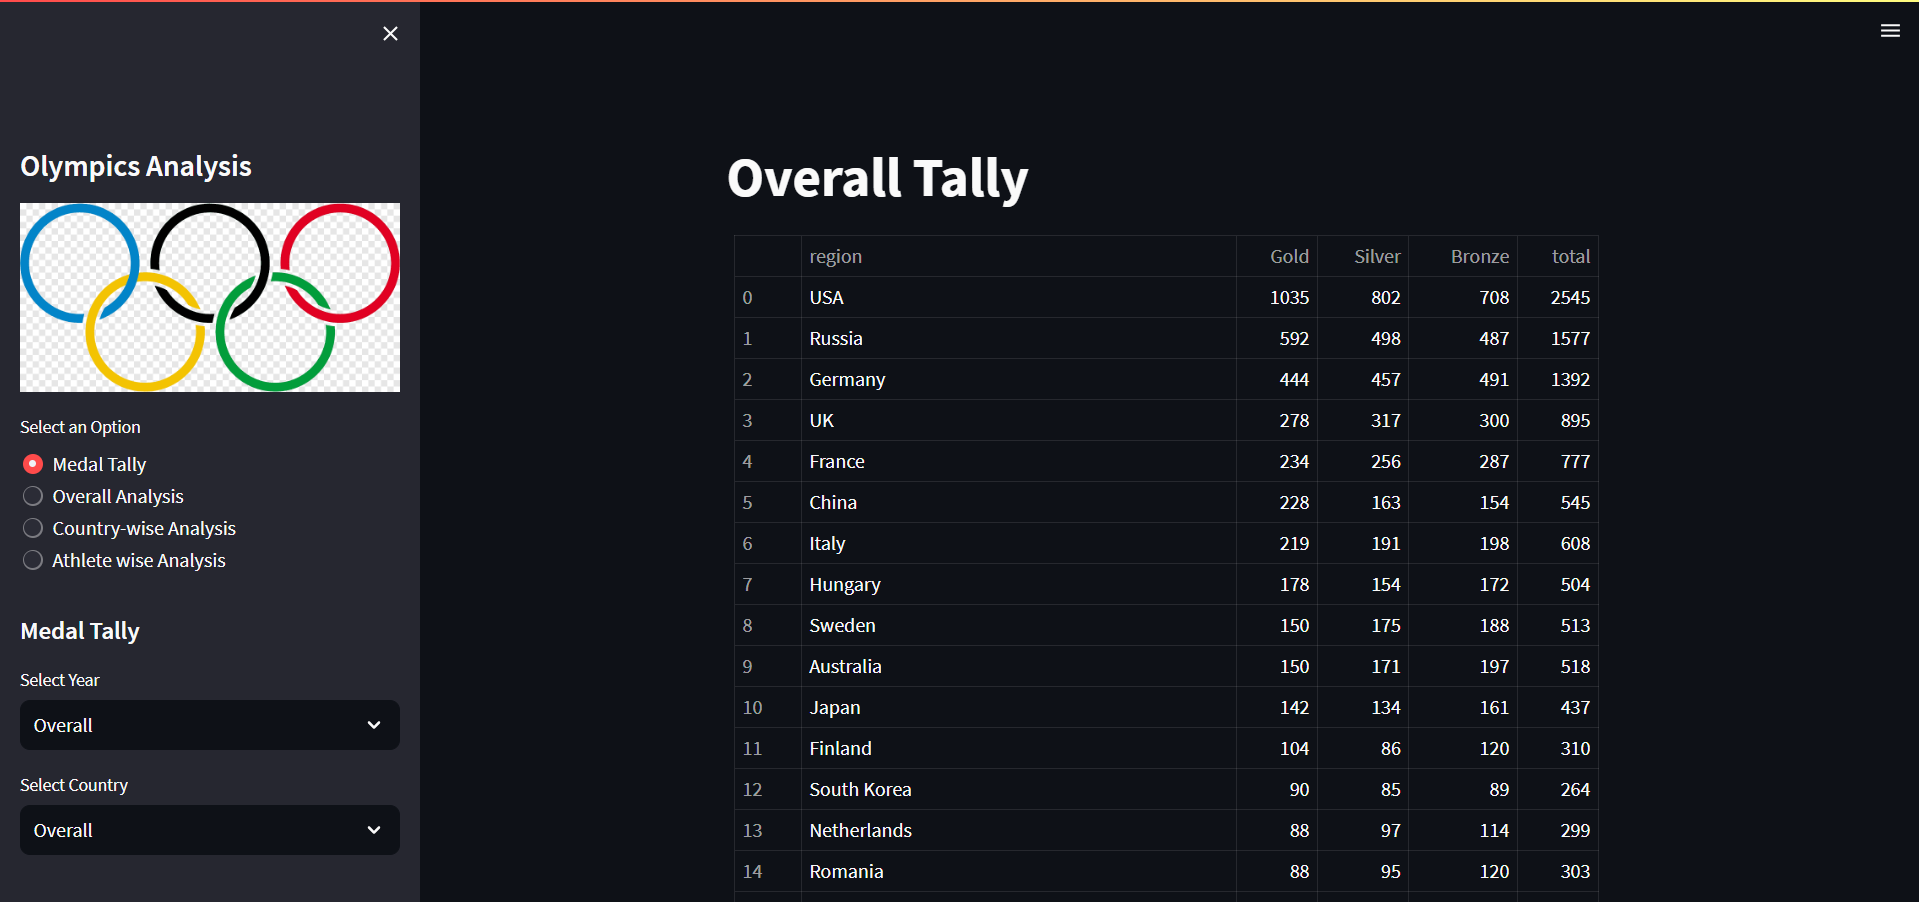 Olympics Analysis
Select an Option
Medal Tally
Overall Analysis
Country-wise Analysis
Athlete wise Analysis
Medal Tally
Select Year
Overall
Select Country
Overall
Overall Tally
region Gold Silver Bronze total
0 USA 1035 802 708 2545
1 Russia 592 498 487 1577
2 Germany 444 457 491 1392
3 UK 278 317 300 895
4 France 234 256 287 777
5 China 228 163 154 545
6 Italy 219 191 198 608
7 Hungary 178 154 172 504
8 Sweden 150 175 188 513
9 Australia 150 171 197 518
10 Japan 142 134 161 437
11 Finland 104 86 120 310
12 South Korea 90 85 89 264
13 Netherlands 88 97 114 299
14 Romania 88 95 120 303